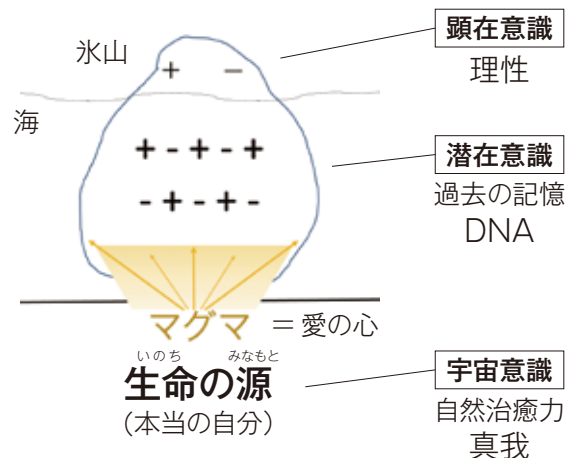 氷山
+ −
海
+ - + - +
- + - + -
マグマ = 愛の心
いのち みなもと
生命の源
(本当の自分)
顕在意識
理性
潜在意識
過去の記憶
DNA
宇宙意識
自然治癒力
真我